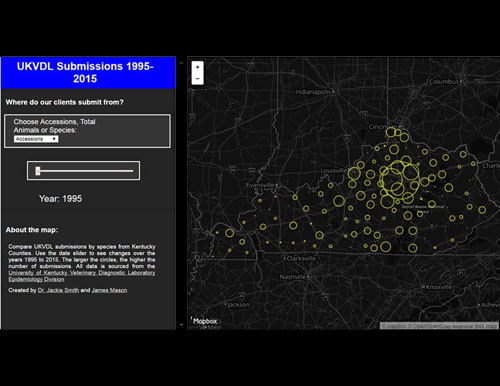 UKVDL Submissions 1995-
2015
Where do our clients submit from?
Choose Accessions, Total
Animals or Species:
Accessions
Year: 1995
About the map:
Compare UKVDL submissions by species from Kentucky
Counties. Use the date slider to see changes over the
years 1995 to 2015. The larger the circles, the higher the
number of submissions. All data is sourced from the
University of Kentucky Veterinary Diagnostic Laboratory
Epidemiology Division
Created by Dr. Jackie Smith and James Mason
+
−
Columbus
Indianapolis
Cincinnati
Louisville
Evansville
Clarksville
Nashville
Knoxville
Jackson
Mapbox
© Mapbox © OpenStreetMap Improve this map